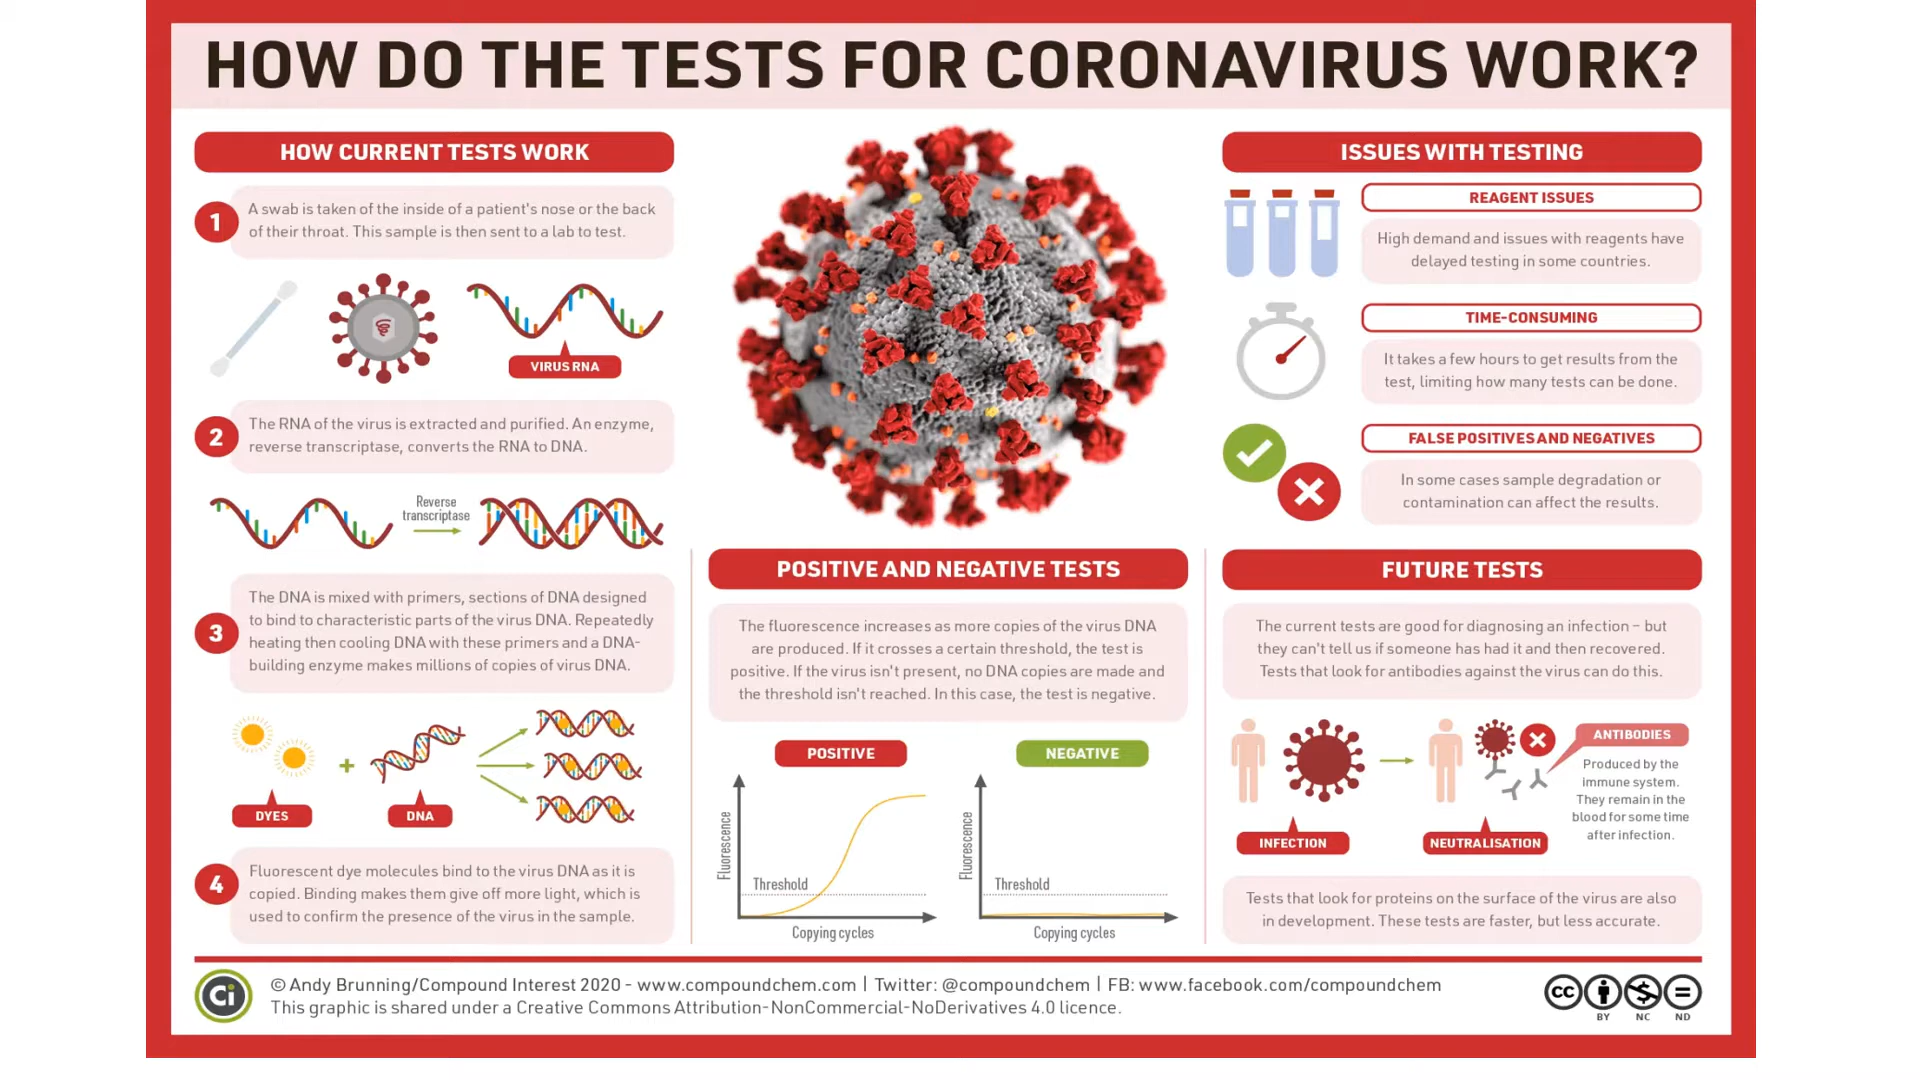 HOW DO THE TESTS FOR CORONAVIRUS WORK?
HOW CURRENT TESTS WORK
1
A swab is taken of the inside of a patient's nose or the back
of their throat. This sample is then sent to a lab to test.
VIRUS RNA
2
The RNA of the virus is extracted and purified. An enzyme,
reverse transcriptase, converts the RNA to DNA.
Reverse
transcriptase
3
The DNA is mixed with primers, sections of DNA designed
to bind to characteristic parts of the virus DNA. Repeatedly
heating then cooling DNA with these primers and a DNA-
building enzyme makes millions of copies of virus DNA.
DYES
DNA
4
Fluorescent dye molecules bind to the virus DNA as it is
copied. Binding makes them give off more light, which is
used to confirm the presence of the virus in the sample.
POSITIVE AND NEGATIVE TESTS
The fluorescence increases as more copies of the virus DNA
are produced. If it crosses a certain threshold, the test is
positive. If the virus isn't present, no DNA copies are made and
the threshold isn't reached. In this case, the test is negative.
POSITIVE
Fluorescence
Threshold
Copying cycles
NEGATIVE
Fluorescence
Threshold
Copying cycles
ISSUES WITH TESTING
REAGENT ISSUES
High demand and issues with reagents have
delayed testing in some countries.
TIME-CONSUMING
It takes a few hours to get results from the
test, limiting how many tests can be done.
FALSE POSITIVES AND NEGATIVES
In some cases sample degradation or
contamination can affect the results.
FUTURE TESTS
The current tests are good for diagnosing an infection – but
they can't tell us if someone has had it and then recovered.
Tests that look for antibodies against the virus can do this.
INFECTION
NEUTRALISATION
ANTIBODIES
Produced by the
immune system.
They remain in the
blood for some time
after infection.
Tests that look for proteins on the surface of the virus are also
in development. These tests are faster, but less accurate.
Ci
© Andy Brunning/Compound Interest 2020 - www.compoundchem.com | Twitter: @compoundchem | FB: www.facebook.com/compoundchem
This graphic is shared under a Creative Commons Attribution-NonCommercial-NoDerivatives 4.0 licence.
CC
BY NC ND